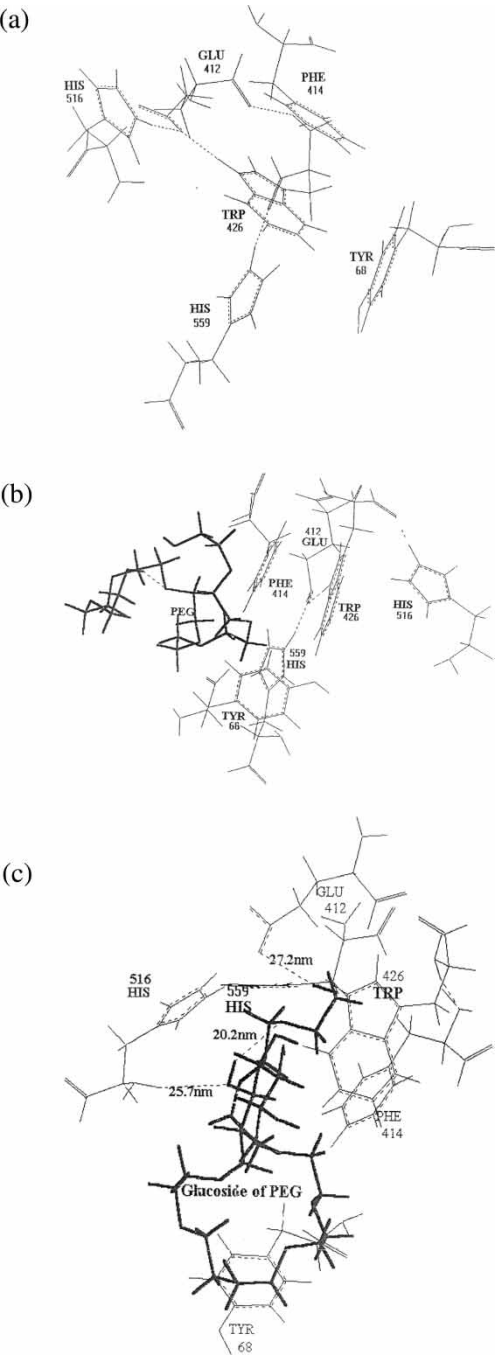 (a)
GLU
412
HIS
516
PHE
414
TRP
426
TYR
68
HIS
559
(b)
412
GLU
PHE
414
PEG
TRP
426
HIS
516
559
HIS
TYR
68
(c)
GLU
412
27.2nm
516
HIS
559
HIS
426
TRP
20.2nm
25.7nm
PHE
414
Glucoside of PEG
TYR
68